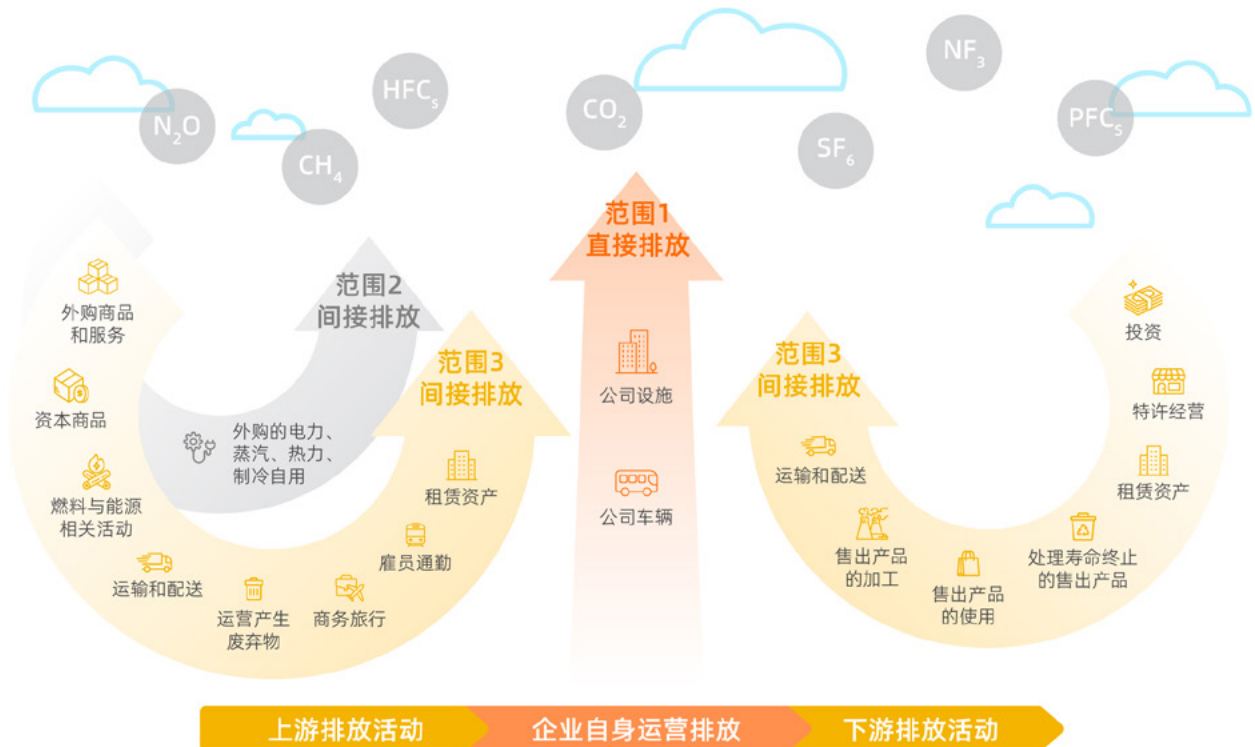 N₂O
CH₄
HFCₛ
CO₂
SF₆
NF₃
PFCₛ
外购商品
和服务
资本商品
燃料与能源
相关活动
运输和配送
运营产生
废弃物
商务旅行
雇员通勤
租赁资产
范围3
间接排放
范围2
间接排放
外购的电力、
蒸汽、热力、
制冷自用
范围1
直接排放
公司设施
公司车辆
范围3
间接排放
运输和配送
售出产品
的加工
售出产品
的使用
处理寿命终止
的售出产品
租赁资产
特许经营
投资
上游排放活动
企业自身运营排放
下游排放活动